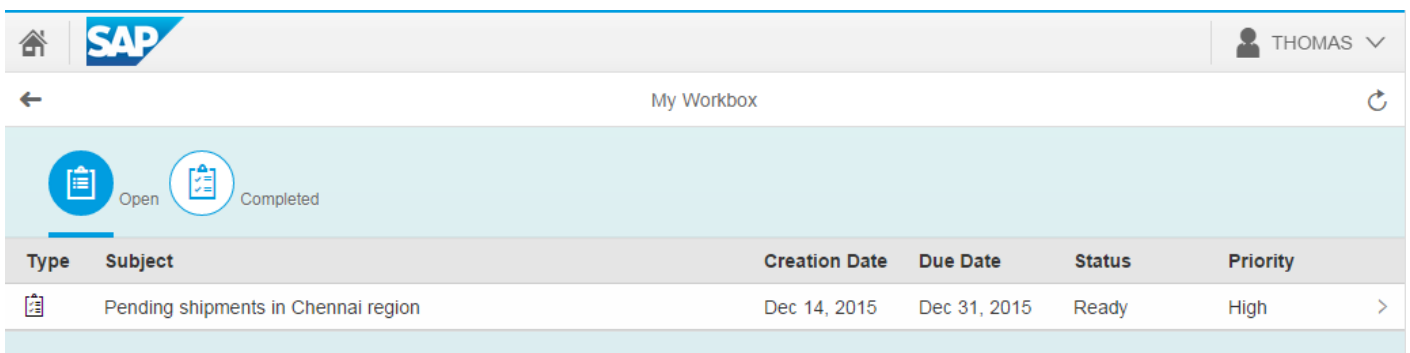 SAP THOMAS
My Workbox
Open Completed
Type Subject Creation Date Due Date Status Priority
Pending shipments in Chennai region Dec 14, 2015 Dec 31, 2015 Ready High